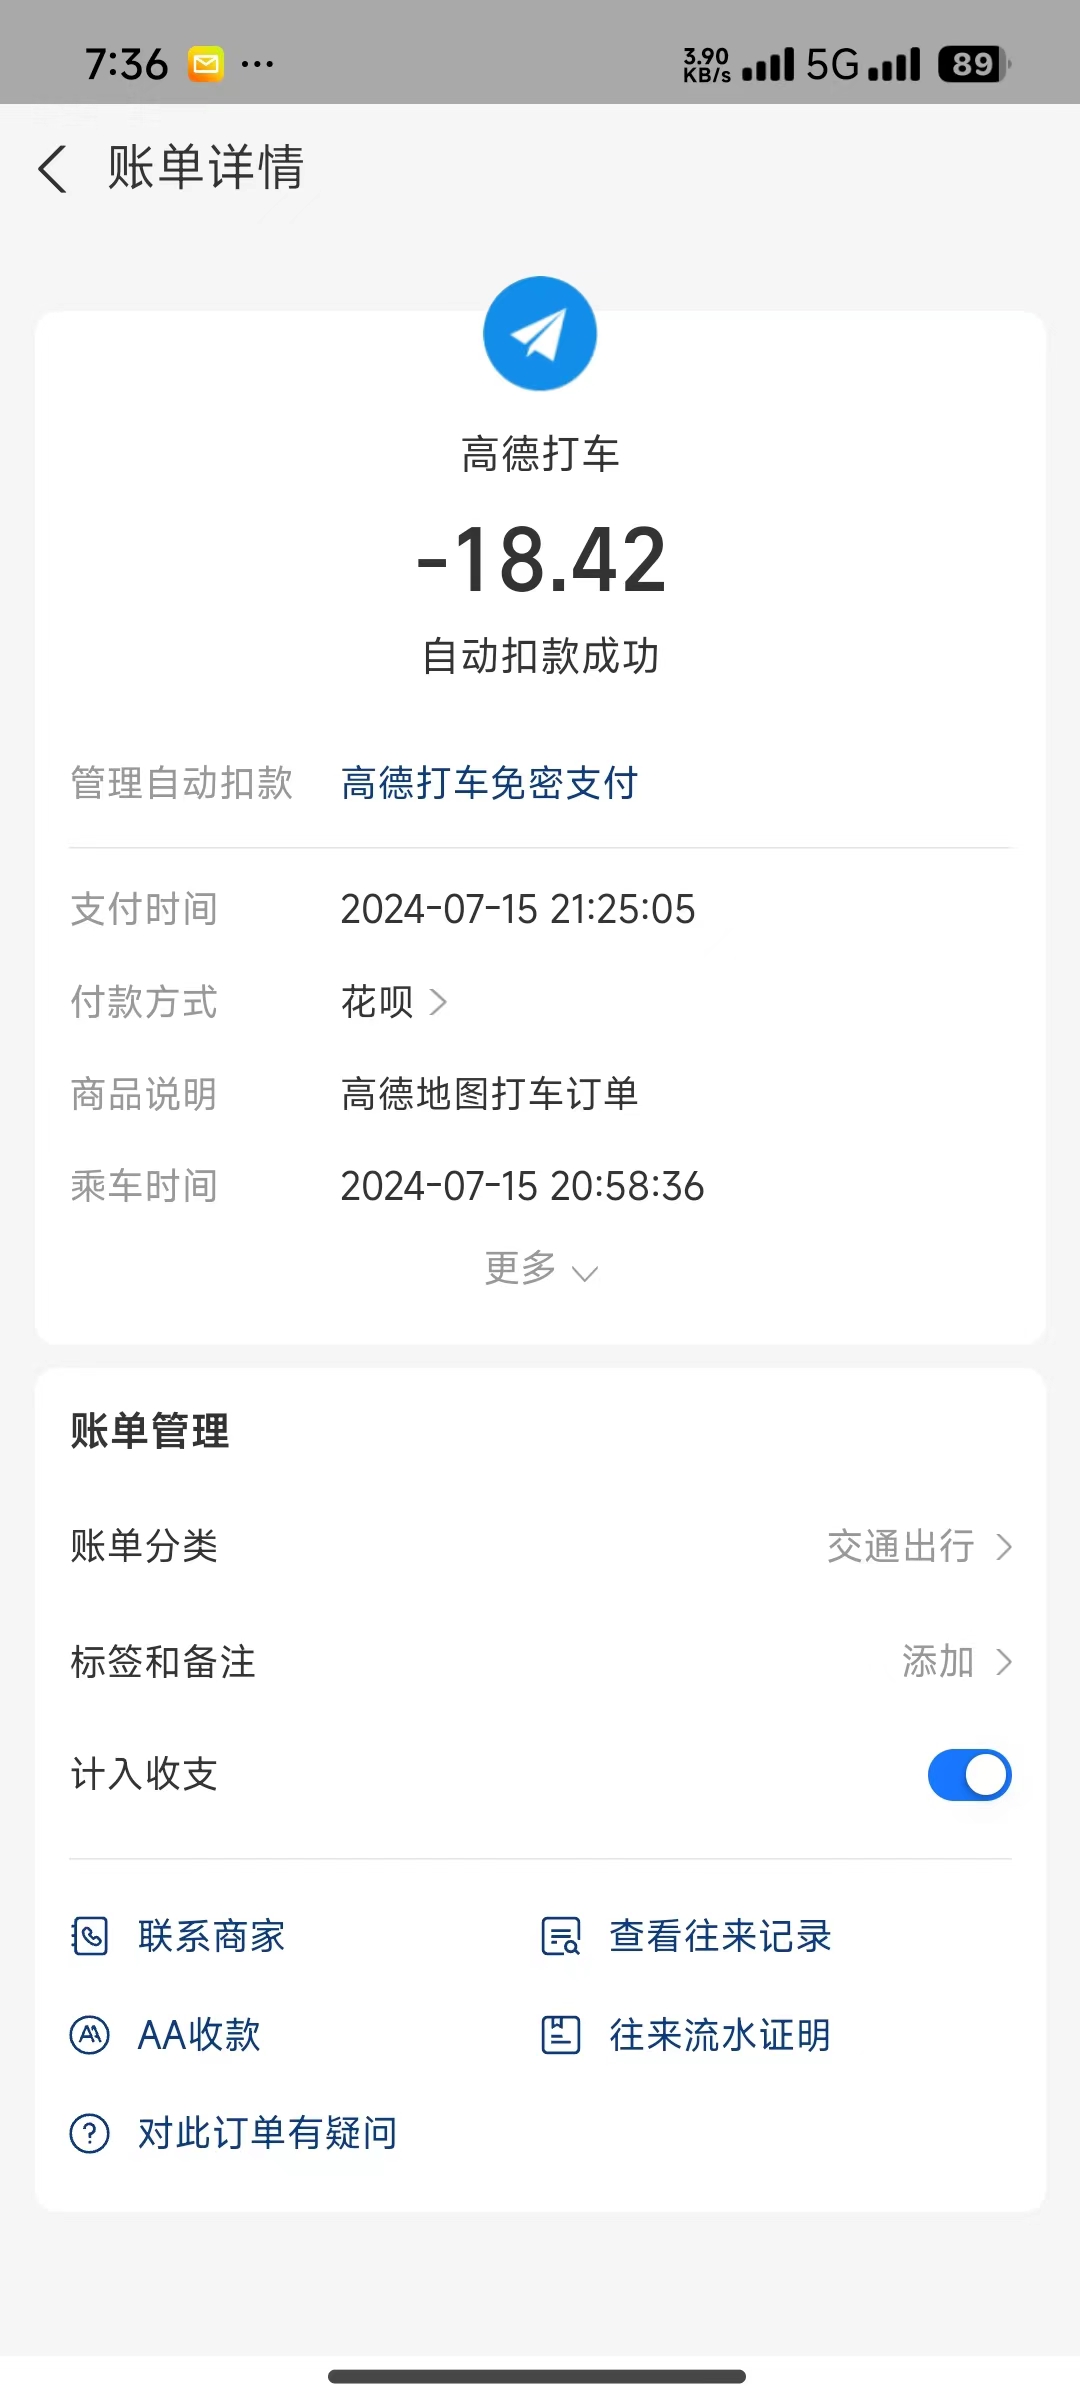 7:36 ... 3.90 KB/s 5G 89
账单详情
高德打车
-18.42
自动扣款成功
管理自动扣款 高德打车免密支付
支付时间 2024-07-15 21:25:05
付款方式 花呗
商品说明 高德地图打车订单
乘车时间 2024-07-15 20:58:36
更多
账单管理
账单分类 交通出行
标签和备注 添加
计入收支
联系商家 查看往来记录
AA收款 往来流水证明
对此订单有疑问